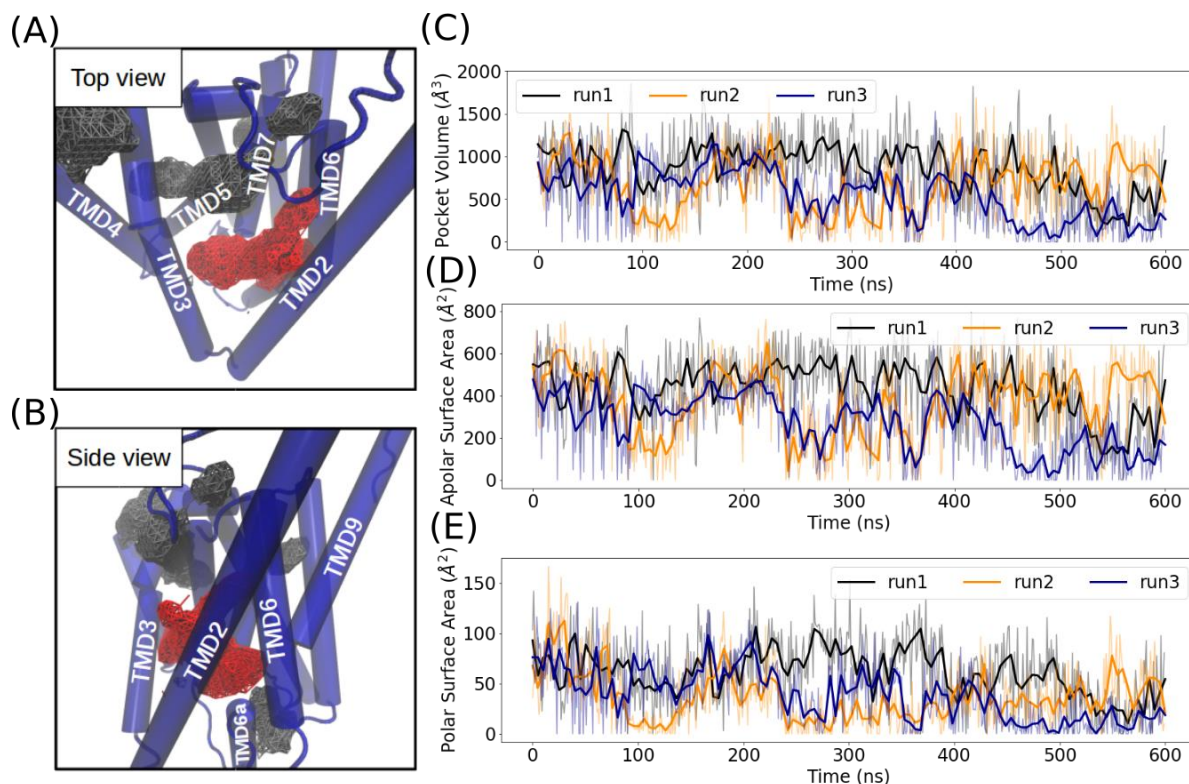 (A)
Top view
TMD4
TMD3
TMD5
TMD7
TMD6
TMD2
(B)
Side view
TMD3
TMD2
TMD6
TMD9
TMD6a
(C)
Pocket Volume (Å³)
2000
1500
1000
500
0
run1 run2 run3
0 100 200 300 400 500 600
Time (ns)
(D)
Apolar Surface Area (Å²)
800
600
400
200
0
run1 run2 run3
0 100 200 300 400 500 600
Time (ns)
(E)
Polar Surface Area (Å²)
150
100
50
0
run1 run2 run3
0 100 200 300 400 500 600
Time (ns)